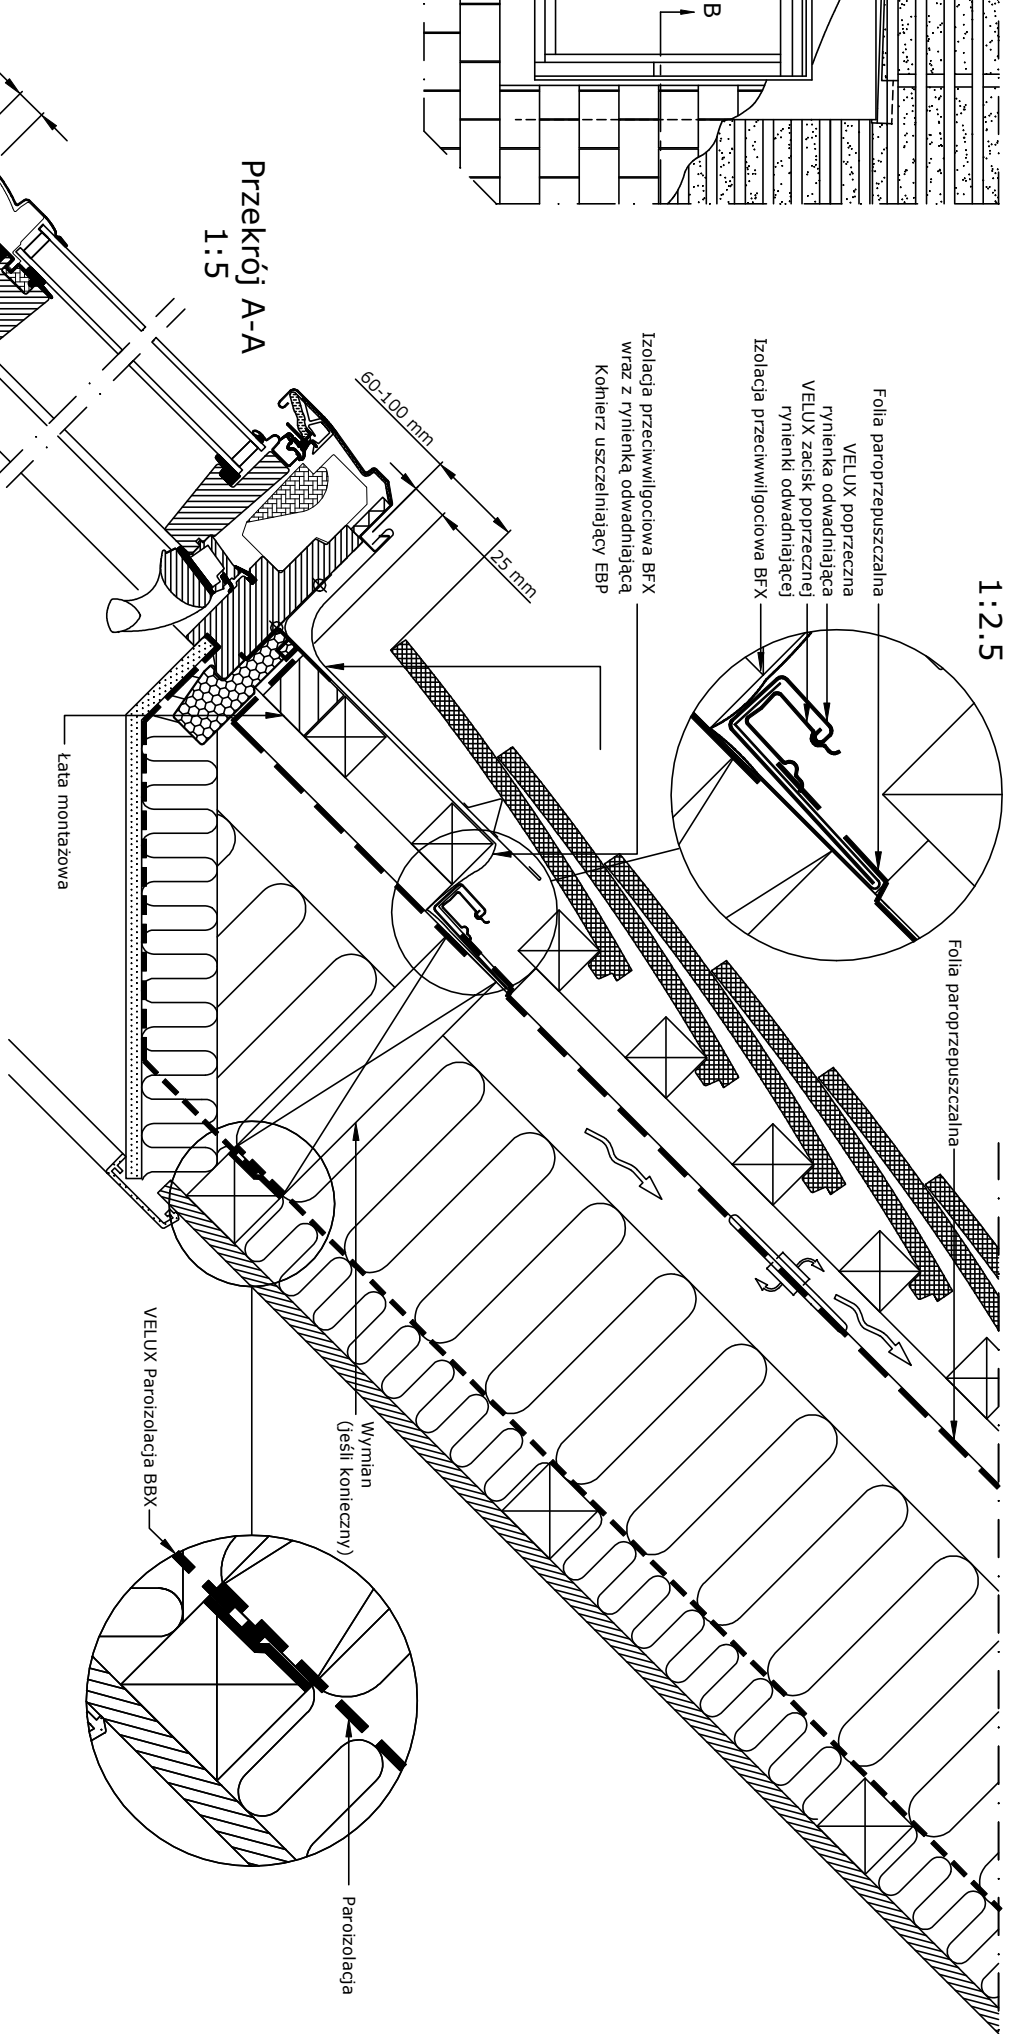 B
1:2.5
Folia paroprzepuszczalna
VELUX poprzeczna
rynienka odwadniająca
VELUX zacisk poprzecznej
rynienki odwadniającej
Izolacja przeciwwilgociowa BFX
Folia paroprzepuszczalna
Izolacja przeciwwilgociowa BFX
wraz z rynienką odwadniającą
Kołnierz uszczelniający EBP
60-100 mm
25 mm
Przekrój A-A
1:5
Łata montażowa
Wymian
(jeśli konieczny)
VELUX Paroizolacja BBX
Paroizolacja